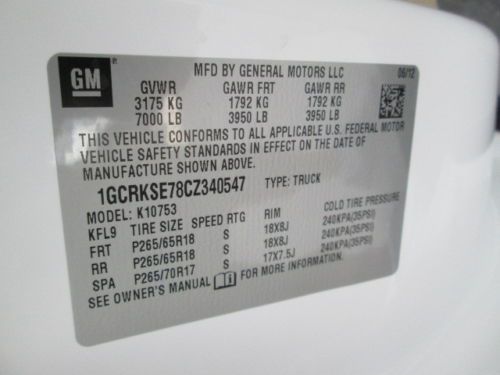 GM
MFD BY GENERAL MOTORS LLC 06/12
GVWR GAWR FRT GAWR RR
3175 KG 1792 KG 1792 KG
7000 LB 3950 LB 3950 LB
THIS VEHICLE CONFORMS TO ALL APPLICABLE U.S. FEDERAL MOTOR
VEHICLE SAFETY STANDARDS IN EFFECT ON THE DATE OF
MANUFACTURE SHOWN ABOVE.
1GCRKSE78CZ340547 TYPE: TRUCK
MODEL: K10753
KFL9 TIRE SIZE SPEED RTG RIM COLD TIRE PRESSURE
FRT P265/65R18 S 18X8J 240KPA(35PSI)
RR P265/65R18 S 18X8J 240KPA(35PSI)
SPA P265/70R17 S 17X7.5J 240KPA(35PSI)
SEE OWNER'S MANUAL FOR MORE INFORMATION.